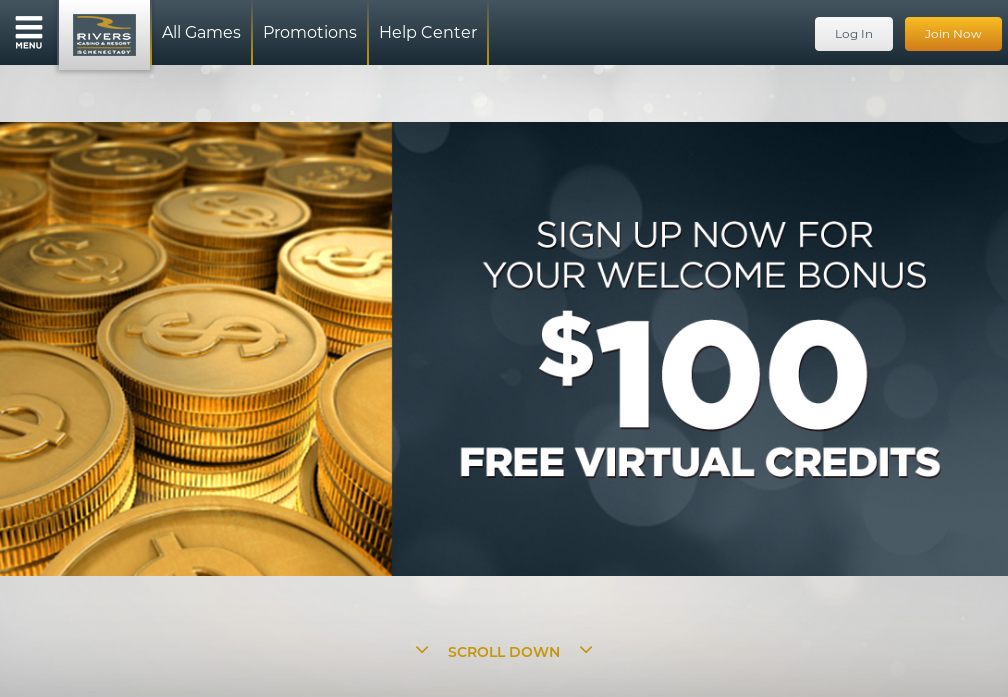 MENU
RIVERS
CASINO & RESORT
SCHENECTADY
All Games
Promotions
Help Center
Log In
Join Now
SIGN UP NOW FOR
YOUR WELCOME BONUS
$100
FREE VIRTUAL CREDITS
SCROLL DOWN